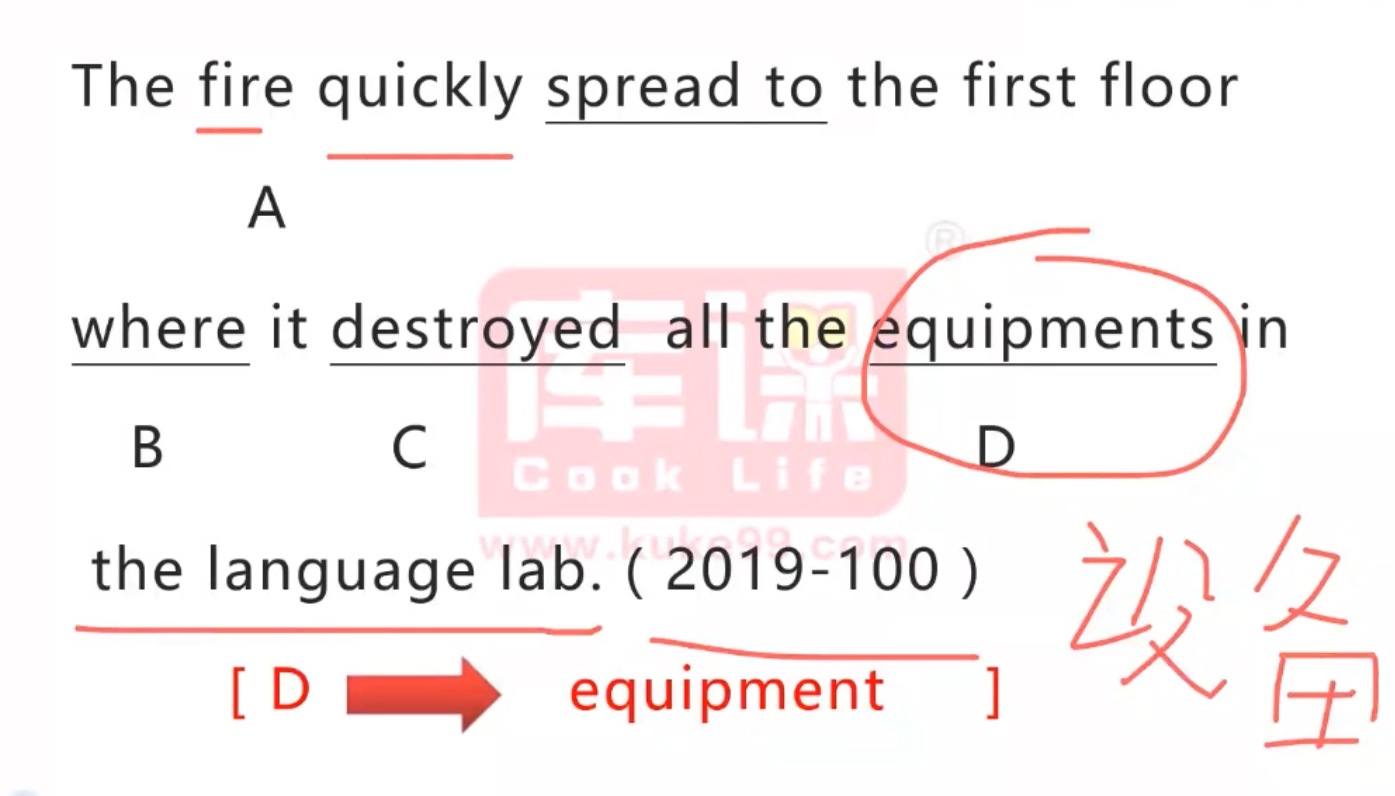 The fire quickly spread to the first floor
A
®
where it destroyed all the equipments in
B C D
库课
Cook Life
www.kuke99.com
the language lab. ( 2019-100 )
设备
[ D equipment ]